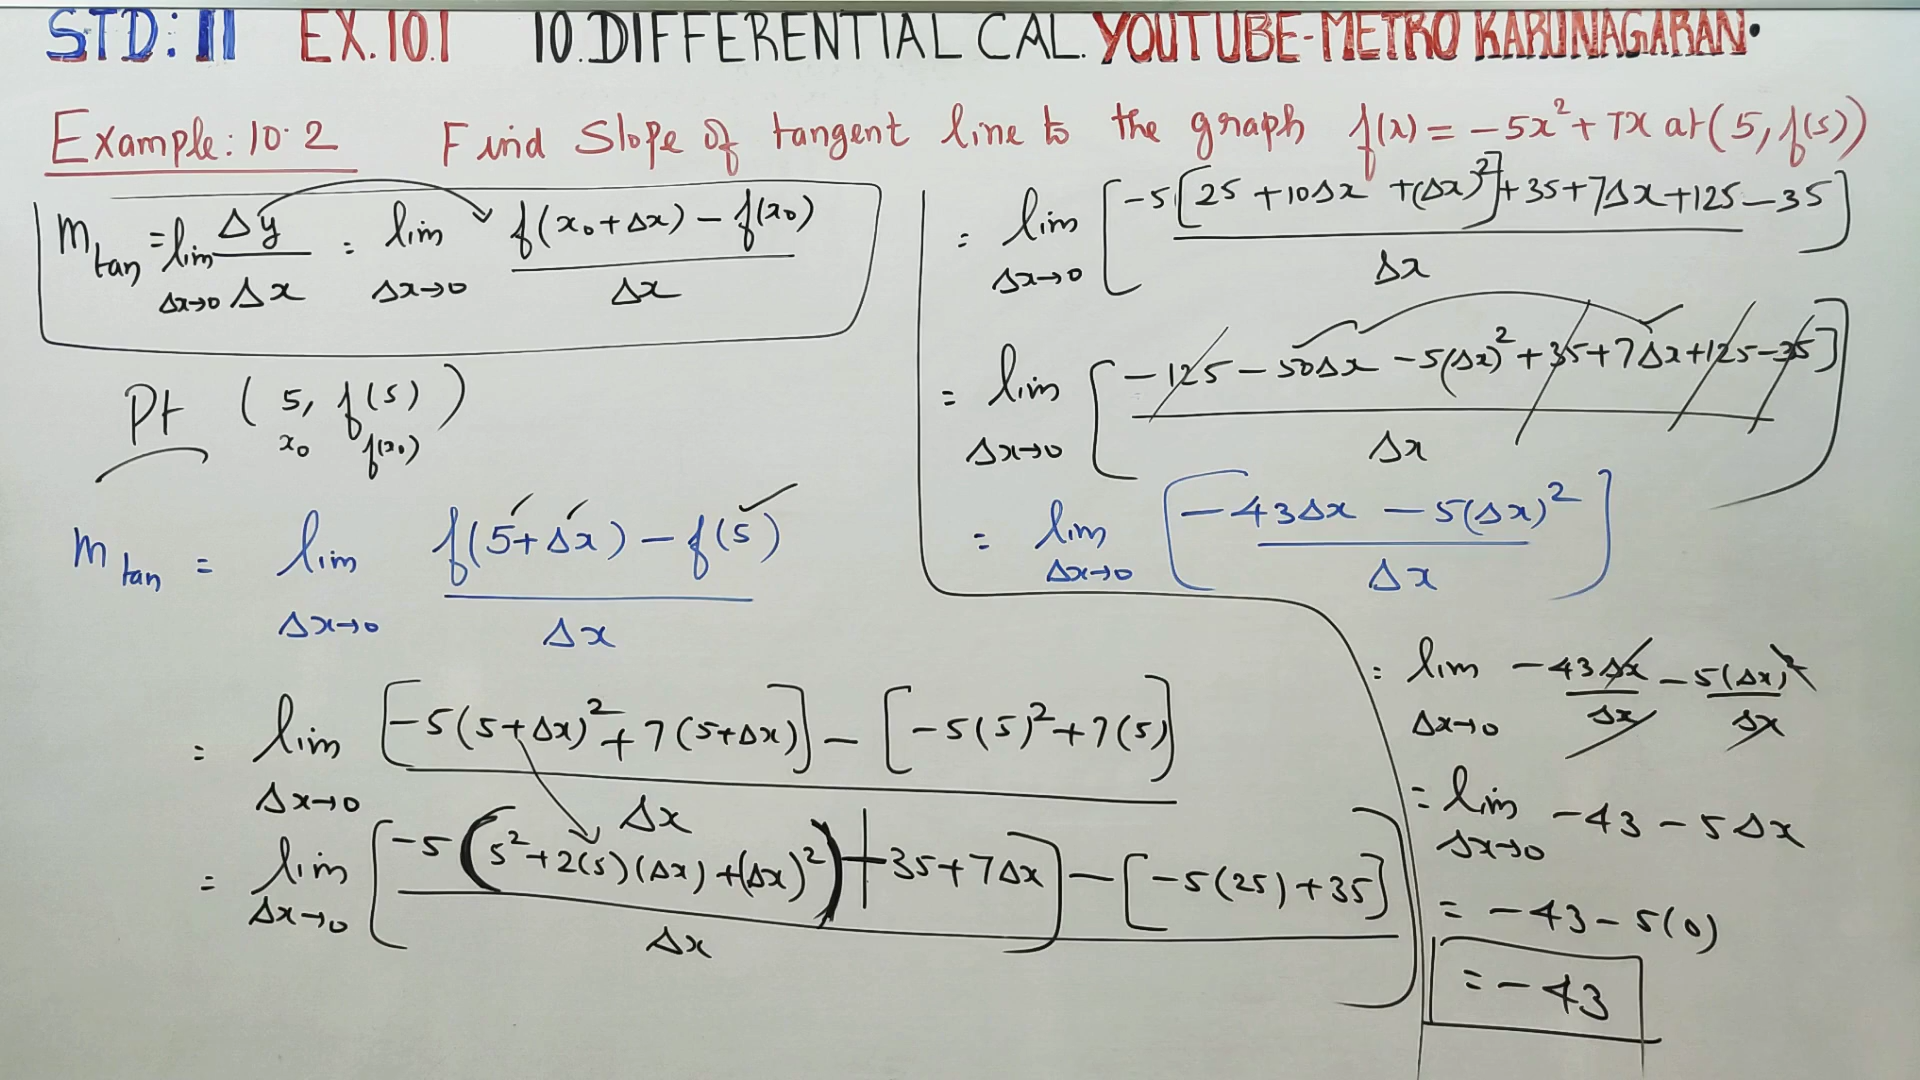 STD: 11 EX.10.1 10.DIFFERENTIAL CAL. YOUTUBE-METRO KARUNAGARAN.
Example: 10.2 Find Slope of tangent line to the graph f(x) = -5x² + 7x at (5, f(5))
m_tan = lim Δx→0 Δy/Δx = lim Δx→0 (f(x₀+Δx) - f(x₀))/Δx
Pt (5, f(5))
x₀ f(x₀)
m_tan = lim Δx→0 (f(5+Δx) - f(5))/Δx
= lim Δx→0 ([-5(5+Δx)² + 7(5+Δx)] - [-5(5)² + 7(5)])/Δx
= lim Δx→0 [[-5(5² + 2(5)(Δx) + (Δx)²) + 35 + 7Δx] - [-5(25) + 35]]/Δx
= lim Δx→0 [-5[25 + 10Δx + (Δx)²] + 35 + 7Δx + 125 - 35]/Δx
= lim Δx→0 [-125 - 50Δx - 5(Δx)² + 35 + 7Δx + 125 - 35]/Δx
= lim Δx→0 [-43Δx - 5(Δx)²]/Δx
= lim Δx→0 -43Δx/Δx - 5(Δx)²/Δx
= lim Δx→0 -43 - 5Δx
= -43 - 5(0)
= -43